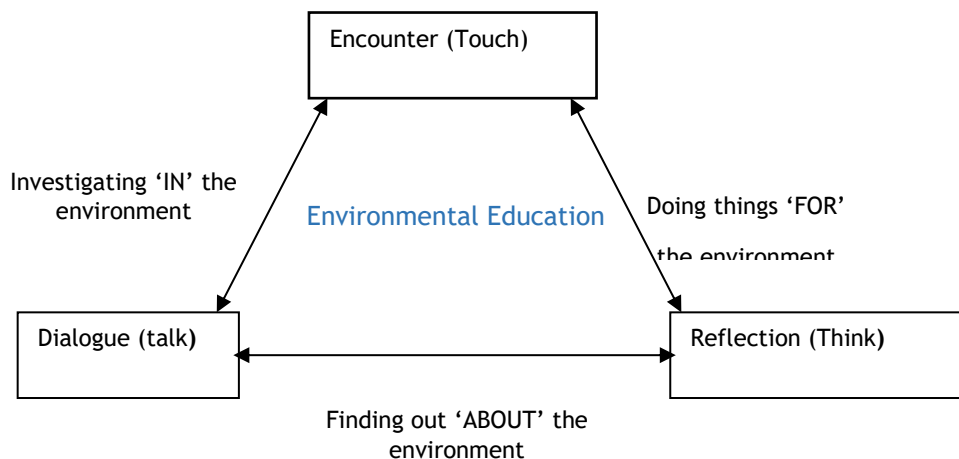 Encounter (Touch)
Investigating ‘IN’ the
environment
Environmental Education
Doing things ‘FOR’
the environment
Dialogue (talk)
Reflection (Think)
Finding out ‘ABOUT’ the
environment